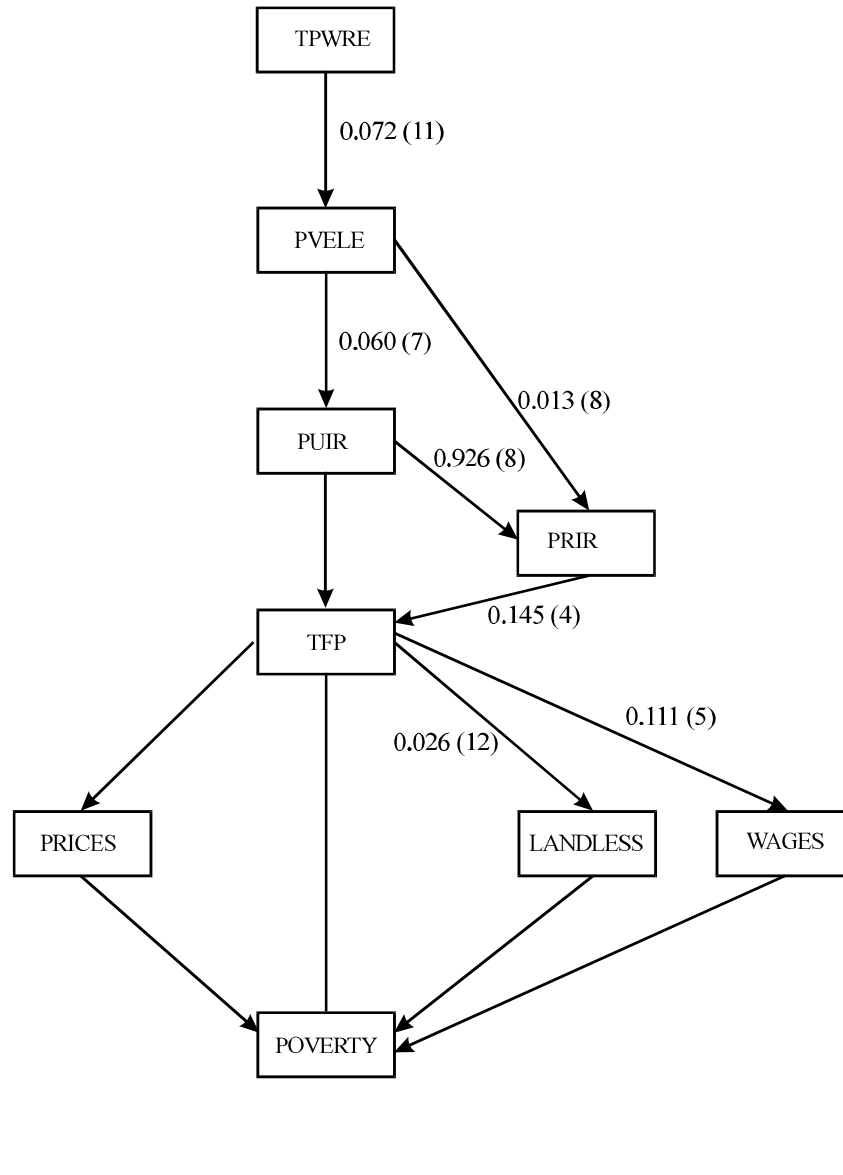 TPWRE
0.072 (11)
PVELE
0.060 (7)
0.013 (8)
PUIR
0.926 (8)
PRIR
0.145 (4)
TFP
0.111 (5)
0.026 (12)
PRICES
LANDLESS
WAGES
POVERTY